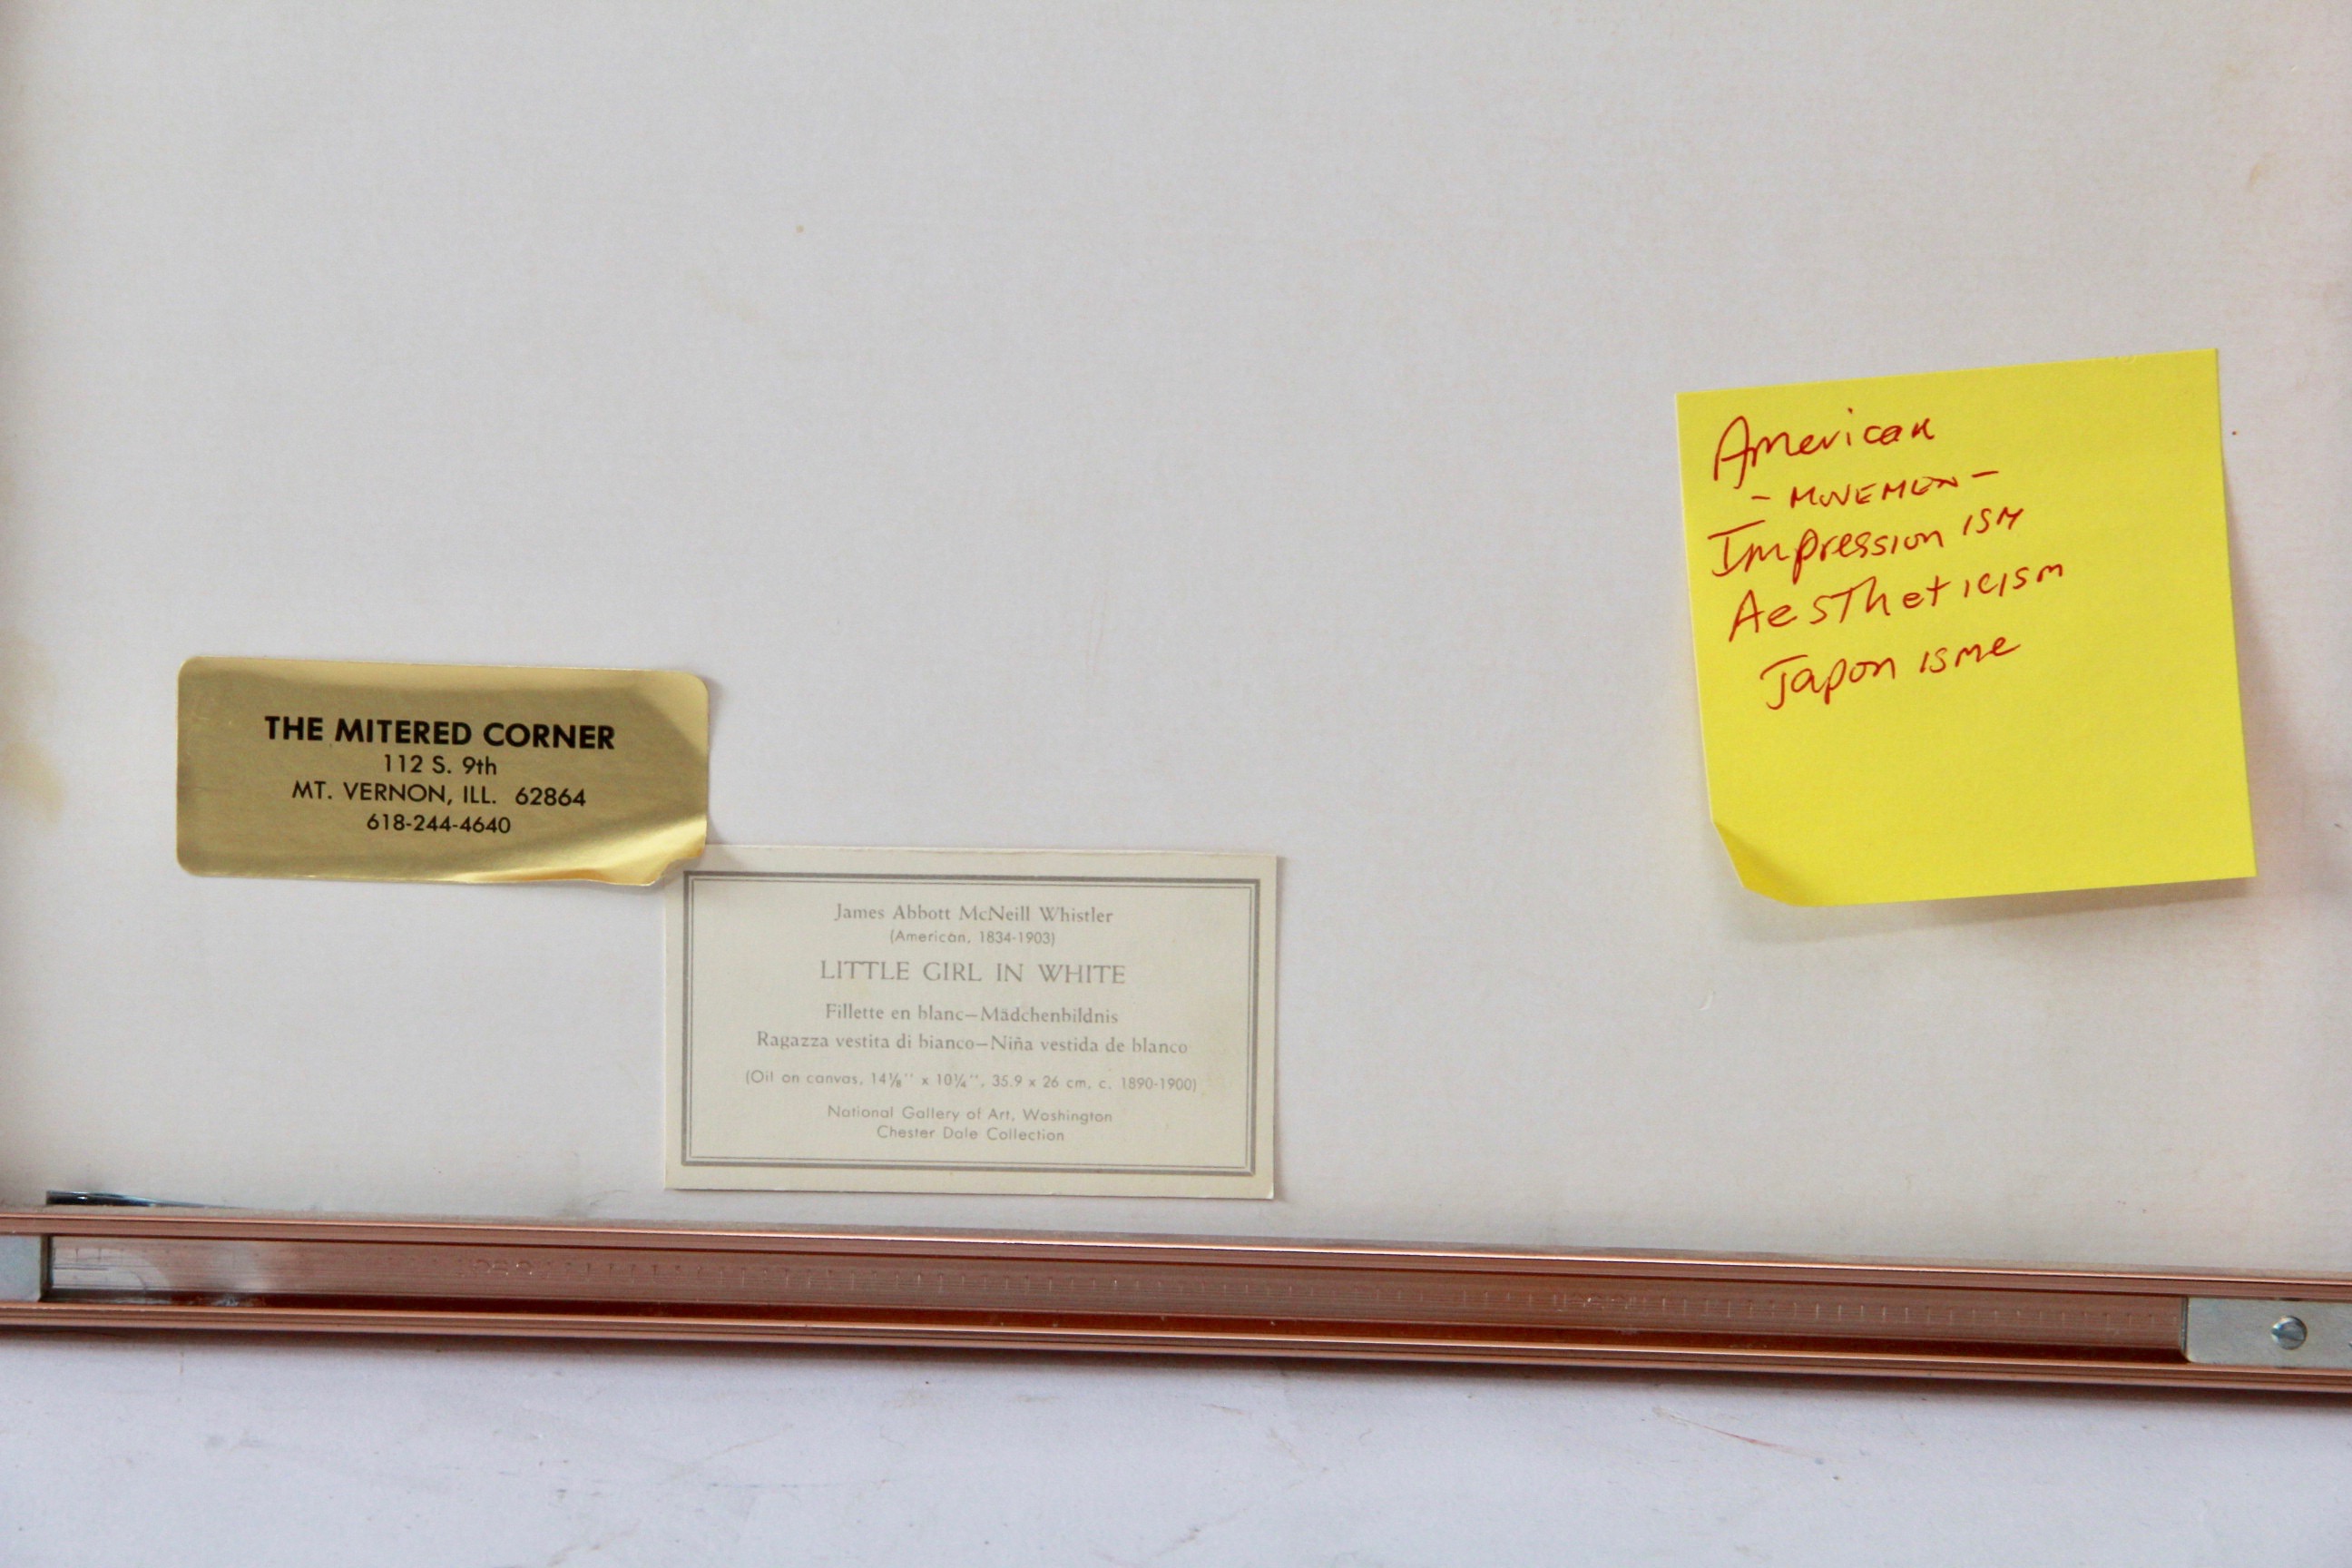 THE MITERED CORNER
112 S. 9th
MT. VERNON, ILL. 62864
618-244-4640
James Abbott McNeill Whistler
(American, 1834-1903)
LITTLE GIRL IN WHITE
Fillette en blanc—Mädchenbildnis
Ragazza vestita di bianco—Niña vestida de blanco
(Oil on canvas, 14⅛" x 10¼", 35.9 x 26 cm, c. 1890-1900)
National Gallery of Art, Washington
Chester Dale Collection
American
- MOVEMEN -
Impression ISM
Aestheticism
Japon isme